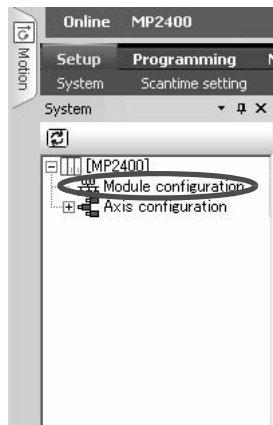 Online MP2400
Motion
Setup Programming
System Scantime setting
System
[MP2400]
Module configuration
Axis configuration